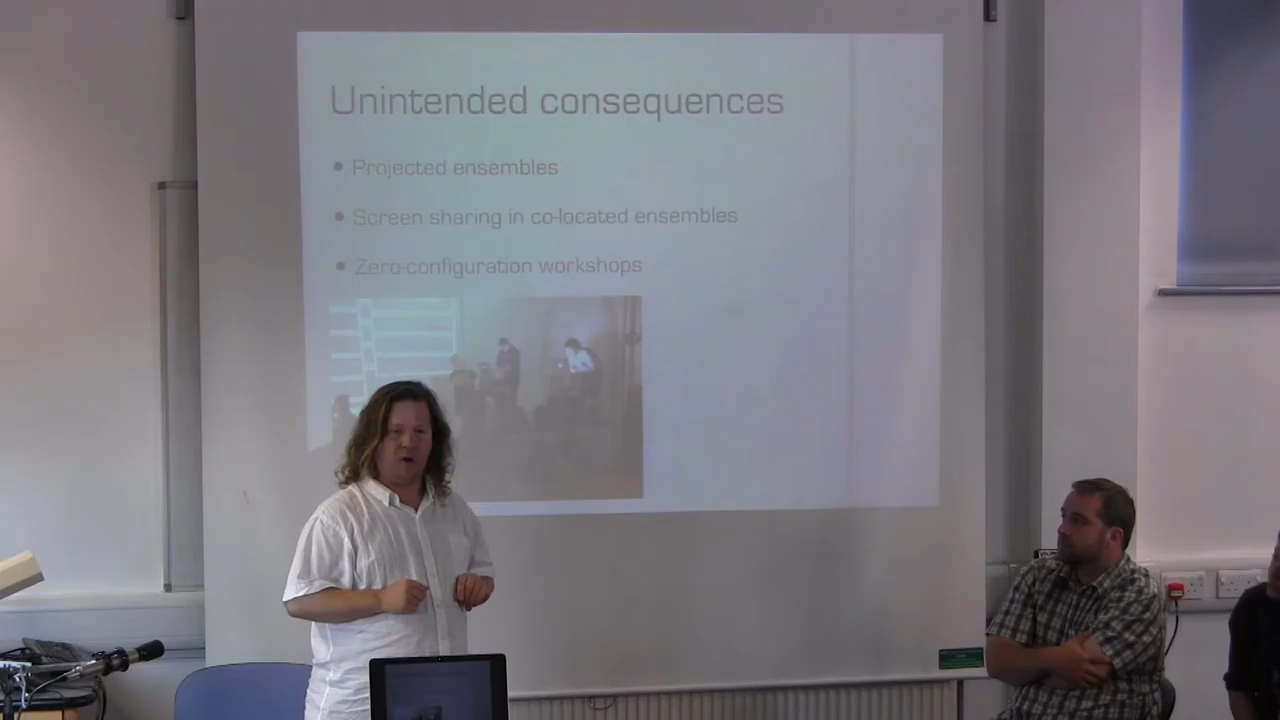 Unintended consequences
• Projected ensembles
• Screen sharing in co-located ensembles
• Zero-configuration workshops